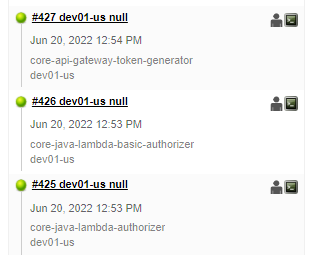 #427 dev01-us null
Jun 20, 2022 12:54 PM
core-api-gateway-token-generator
dev01-us
#426 dev01-us null
Jun 20, 2022 12:53 PM
core-java-lambda-basic-authorizer
dev01-us
#425 dev01-us null
Jun 20, 2022 12:53 PM
core-java-lambda-authorizer
dev01-us